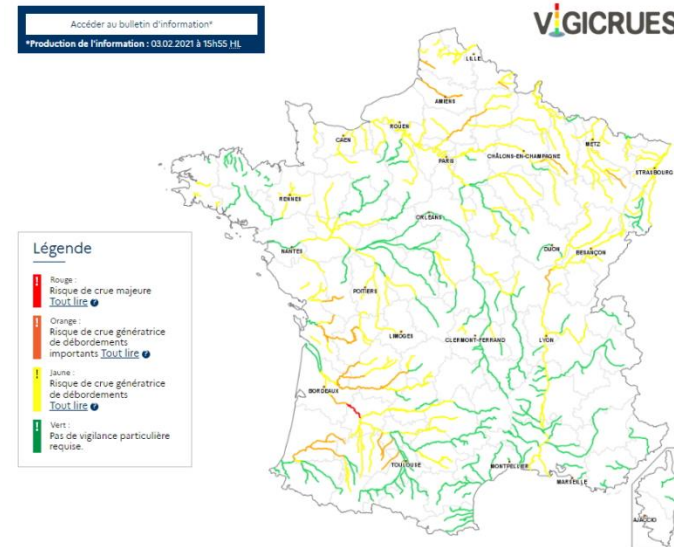 Accéder au bulletin d'information*
*Production de l'information : 03.02.2021 à 15h55 HL
VIGICRUES
LILLE
AMIENS
ROUEN
CAEN
METZ
PARIS
CHÂLONS-EN-CHAMPAGNE
STRASBOURG
RENNES
ORLEANS
NANTES
DIJON
BESANÇON
POITIERS
LIMOGES
CLERMONT-FERRAND
LYON
BORDEAUX
TOULOUSE
MONTPELLIER
MARSEILLE
AJACCIO
Légende
Rouge :
Risque de crue majeure
Tout lire
Orange :
Risque de crue génératrice
de débordements
importants Tout lire
Jaune :
Risque de crue génératrice
de débordements
Tout lire
Vert :
Pas de vigilance particulière
requise.